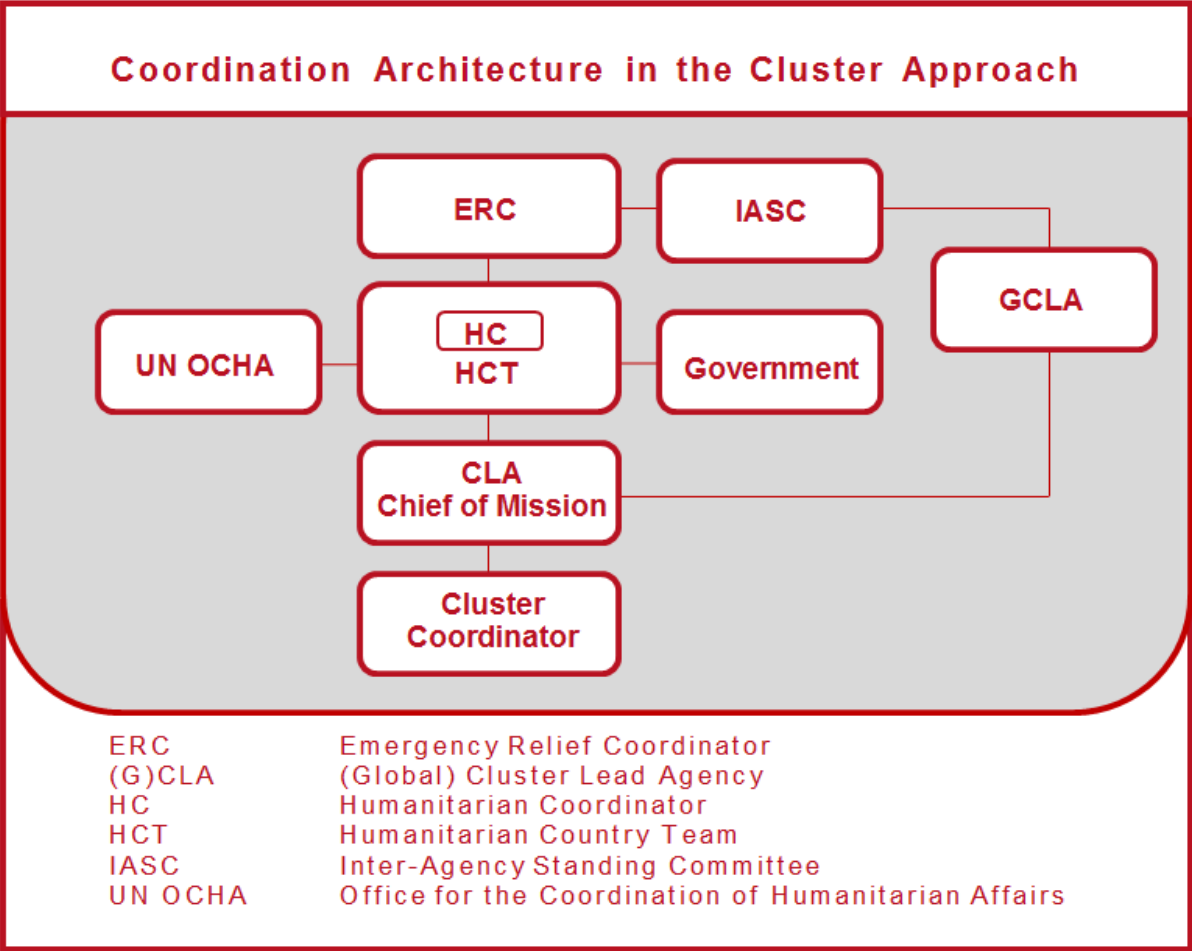 Coordination Architecture in the Cluster Approach
ERC
IASC
GCLA
UN OCHA
HC
HCT
Government
CLA
Chief of Mission
Cluster
Coordinator
ERC Emergency Relief Coordinator
(G)CLA (Global) Cluster Lead Agency
HC Humanitarian Coordinator
HCT Humanitarian Country Team
IASC Inter-Agency Standing Committee
UN OCHA Office for the Coordination of Humanitarian Affairs